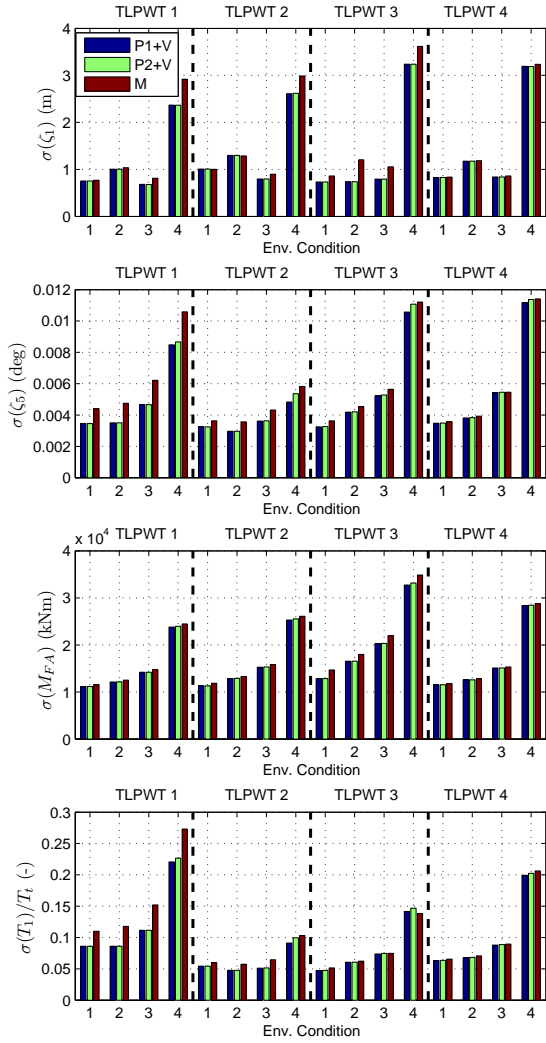 TLPWT 1 TLPWT 2 TLPWT 3 TLPWT 4
P1+V
P2+V
M
σ(ζ₁) (m)
4
3
2
1
0
1 2 3 4 1 2 3 4 1 2 3 4 1 2 3 4
Env. Condition
TLPWT 1 TLPWT 2 TLPWT 3 TLPWT 4
σ(ζ₅) (deg)
0.012
0.01
0.008
0.006
0.004
0.002
0
1 2 3 4 1 2 3 4 1 2 3 4 1 2 3 4
Env. Condition
x 10⁴ TLPWT 1 TLPWT 2 TLPWT 3 TLPWT 4
σ(M_{FA}) (kNm)
4
3
2
1
0
1 2 3 4 1 2 3 4 1 2 3 4 1 2 3 4
Env. Condition
TLPWT 1 TLPWT 2 TLPWT 3 TLPWT 4
σ(T₁)/Tₜ (-)
0.3
0.25
0.2
0.15
0.1
0.05
0
1 2 3 4 1 2 3 4 1 2 3 4 1 2 3 4
Env. Condition